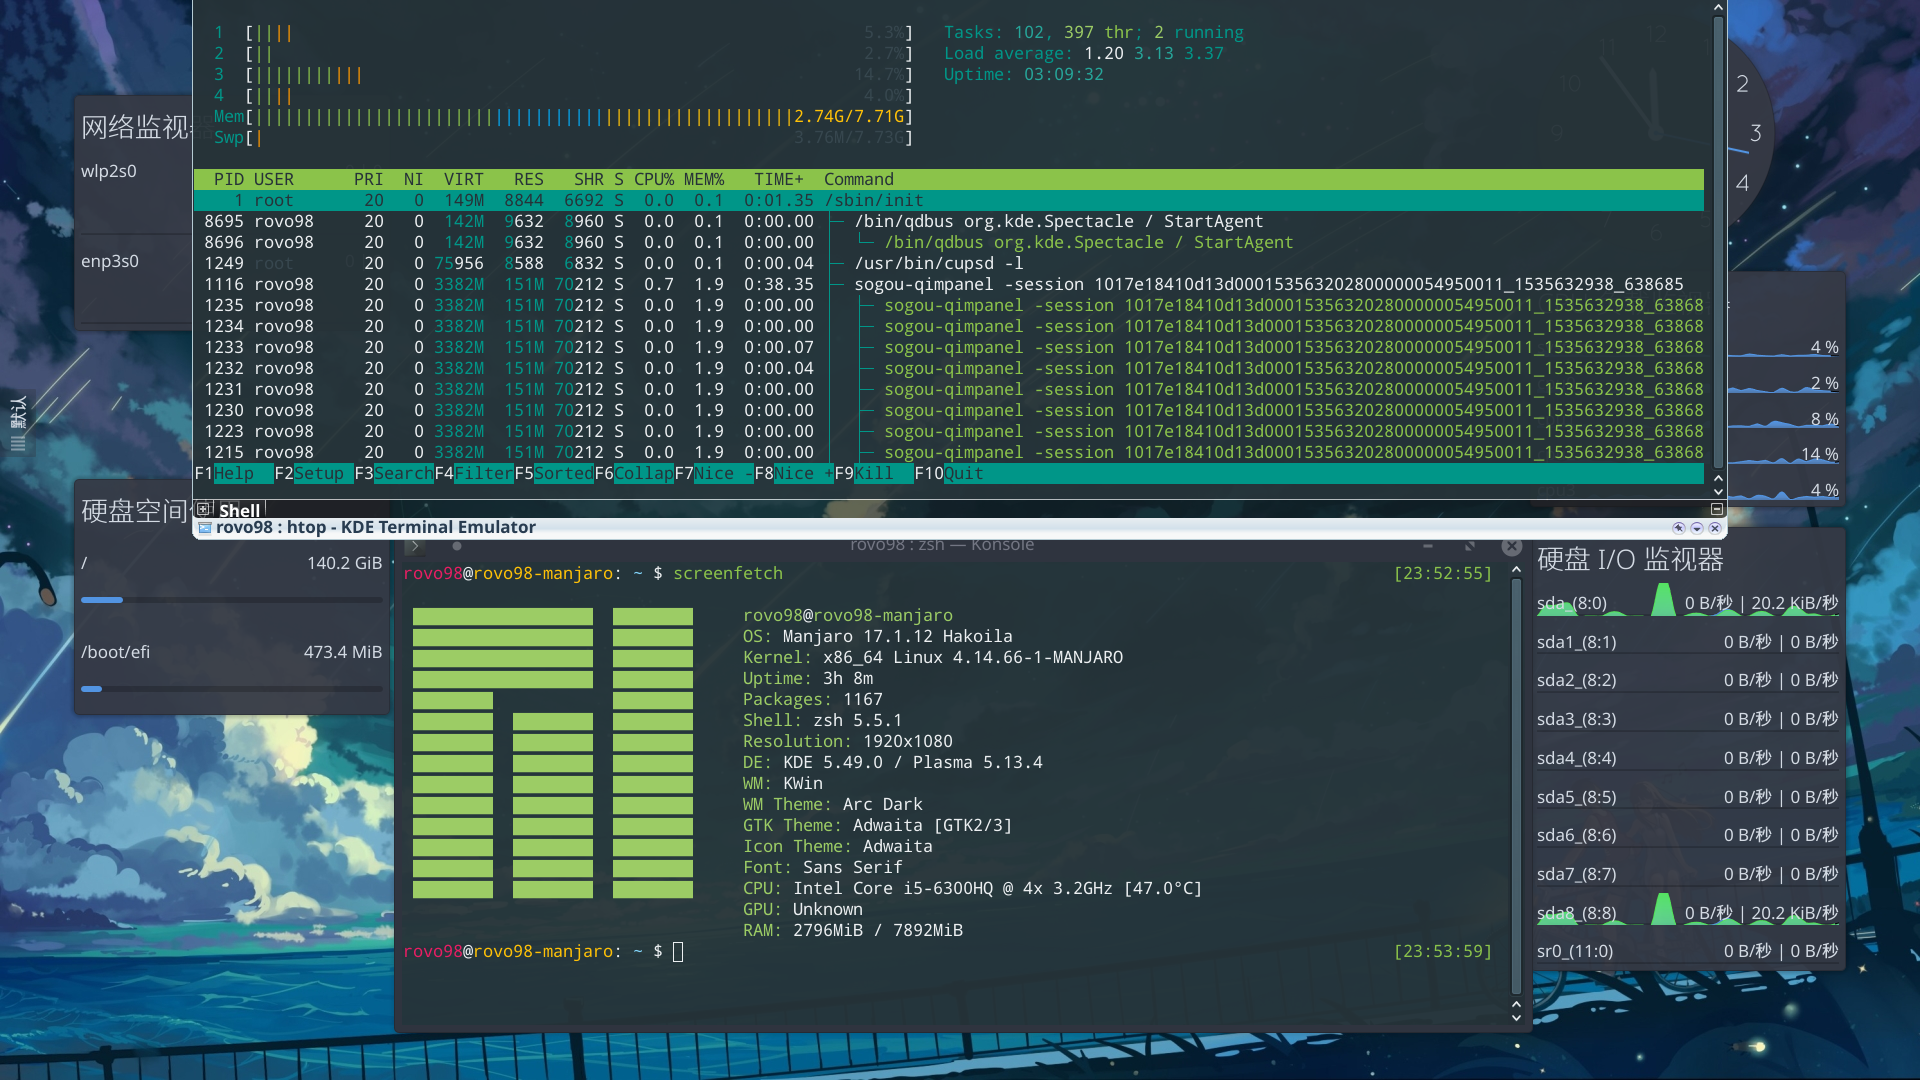 1 [|||| 5.3%] Tasks: 102, 397 thr; 2 running
2 [|| 2.7%] Load average: 1.20 3.13 3.37
3 [||||||||||| 14.7%] Uptime: 03:09:32
4 [|||| 4.0%]
Mem[||||||||||||||||||||||||||||||||||||||||||||||||||||||2.74G/7.71G]
Swp[| 3.76M/7.73G]
PID USER PRI NI VIRT RES SHR S CPU% MEM% TIME+ Command
1 root 20 0 149M 8844 6692 S 0.0 0.1 0:01.35 /sbin/init
8695 rovo98 20 0 142M 9632 8960 S 0.0 0.1 0:00.00 ├─ /bin/qdbus org.kde.Spectacle / StartAgent
8696 rovo98 20 0 142M 9632 8960 S 0.0 0.1 0:00.00 │ └─ /bin/qdbus org.kde.Spectacle / StartAgent
1249 root 20 0 75956 8588 6832 S 0.0 0.1 0:00.04 ├─ /usr/bin/cupsd -l
1116 rovo98 20 0 3382M 151M 70212 S 0.7 1.9 0:38.35 ├─ sogou-qimpanel -session 1017e18410d13d000153563202800000054950011_1535632938_638685
1235 rovo98 20 0 3382M 151M 70212 S 0.0 1.9 0:00.00 │ ├─ sogou-qimpanel -session 1017e18410d13d000153563202800000054950011_1535632938_63868
1234 rovo98 20 0 3382M 151M 70212 S 0.0 1.9 0:00.00 │ ├─ sogou-qimpanel -session 1017e18410d13d000153563202800000054950011_1535632938_63868
1233 rovo98 20 0 3382M 151M 70212 S 0.0 1.9 0:00.07 │ ├─ sogou-qimpanel -session 1017e18410d13d000153563202800000054950011_1535632938_63868
1232 rovo98 20 0 3382M 151M 70212 S 0.0 1.9 0:00.04 │ ├─ sogou-qimpanel -session 1017e18410d13d000153563202800000054950011_1535632938_63868
1231 rovo98 20 0 3382M 151M 70212 S 0.0 1.9 0:00.00 │ ├─ sogou-qimpanel -session 1017e18410d13d000153563202800000054950011_1535632938_63868
1230 rovo98 20 0 3382M 151M 70212 S 0.0 1.9 0:00.00 │ ├─ sogou-qimpanel -session 1017e18410d13d000153563202800000054950011_1535632938_63868
1223 rovo98 20 0 3382M 151M 70212 S 0.0 1.9 0:00.00 │ ├─ sogou-qimpanel -session 1017e18410d13d000153563202800000054950011_1535632938_63868
1215 rovo98 20 0 3382M 151M 70212 S 0.0 1.9 0:00.00 │ ├─ sogou-qimpanel -session 1017e18410d13d000153563202800000054950011_1535632938_63868
F1Help F2Setup F3SearchF4FilterF5SortedF6CollapF7Nice -F8Nice +F9Kill F10Quit
Shell
rovo98 : htop - KDE Terminal Emulator
网络监视
wlp2s0
enp3s0
默认
硬盘空间
/ 140.2 GiB
/boot/efi 473.4 MiB
12
11
10
9
2
3
4
6
4 %
2 %
8 %
14 %
4 %
rovo98 : zsh — Konsole
rovo98@rovo98-manjaro: ~ $ screenfetch [23:52:55]
rovo98@rovo98-manjaro
OS: Manjaro 17.1.12 Hakoila
Kernel: x86_64 Linux 4.14.66-1-MANJARO
Uptime: 3h 8m
Packages: 1167
Shell: zsh 5.5.1
Resolution: 1920x1080
DE: KDE 5.49.0 / Plasma 5.13.4
WM: KWin
WM Theme: Arc Dark
GTK Theme: Adwaita [GTK2/3]
Icon Theme: Adwaita
Font: Sans Serif
CPU: Intel Core i5-6300HQ @ 4x 3.2GHz [47.0°C]
GPU: Unknown
RAM: 2796MiB / 7892MiB
rovo98@rovo98-manjaro: ~ $ [23:53:59]
硬盘 I/O 监视器
sda_(8:0) 0 B/秒 | 20.2 KiB/秒
sda1_(8:1) 0 B/秒 | 0 B/秒
sda2_(8:2) 0 B/秒 | 0 B/秒
sda3_(8:3) 0 B/秒 | 0 B/秒
sda4_(8:4) 0 B/秒 | 0 B/秒
sda5_(8:5) 0 B/秒 | 0 B/秒
sda6_(8:6) 0 B/秒 | 0 B/秒
sda7_(8:7) 0 B/秒 | 0 B/秒
sda8_(8:8) 0 B/秒 | 20.2 KiB/秒
sr0_(11:0) 0 B/秒 | 0 B/秒